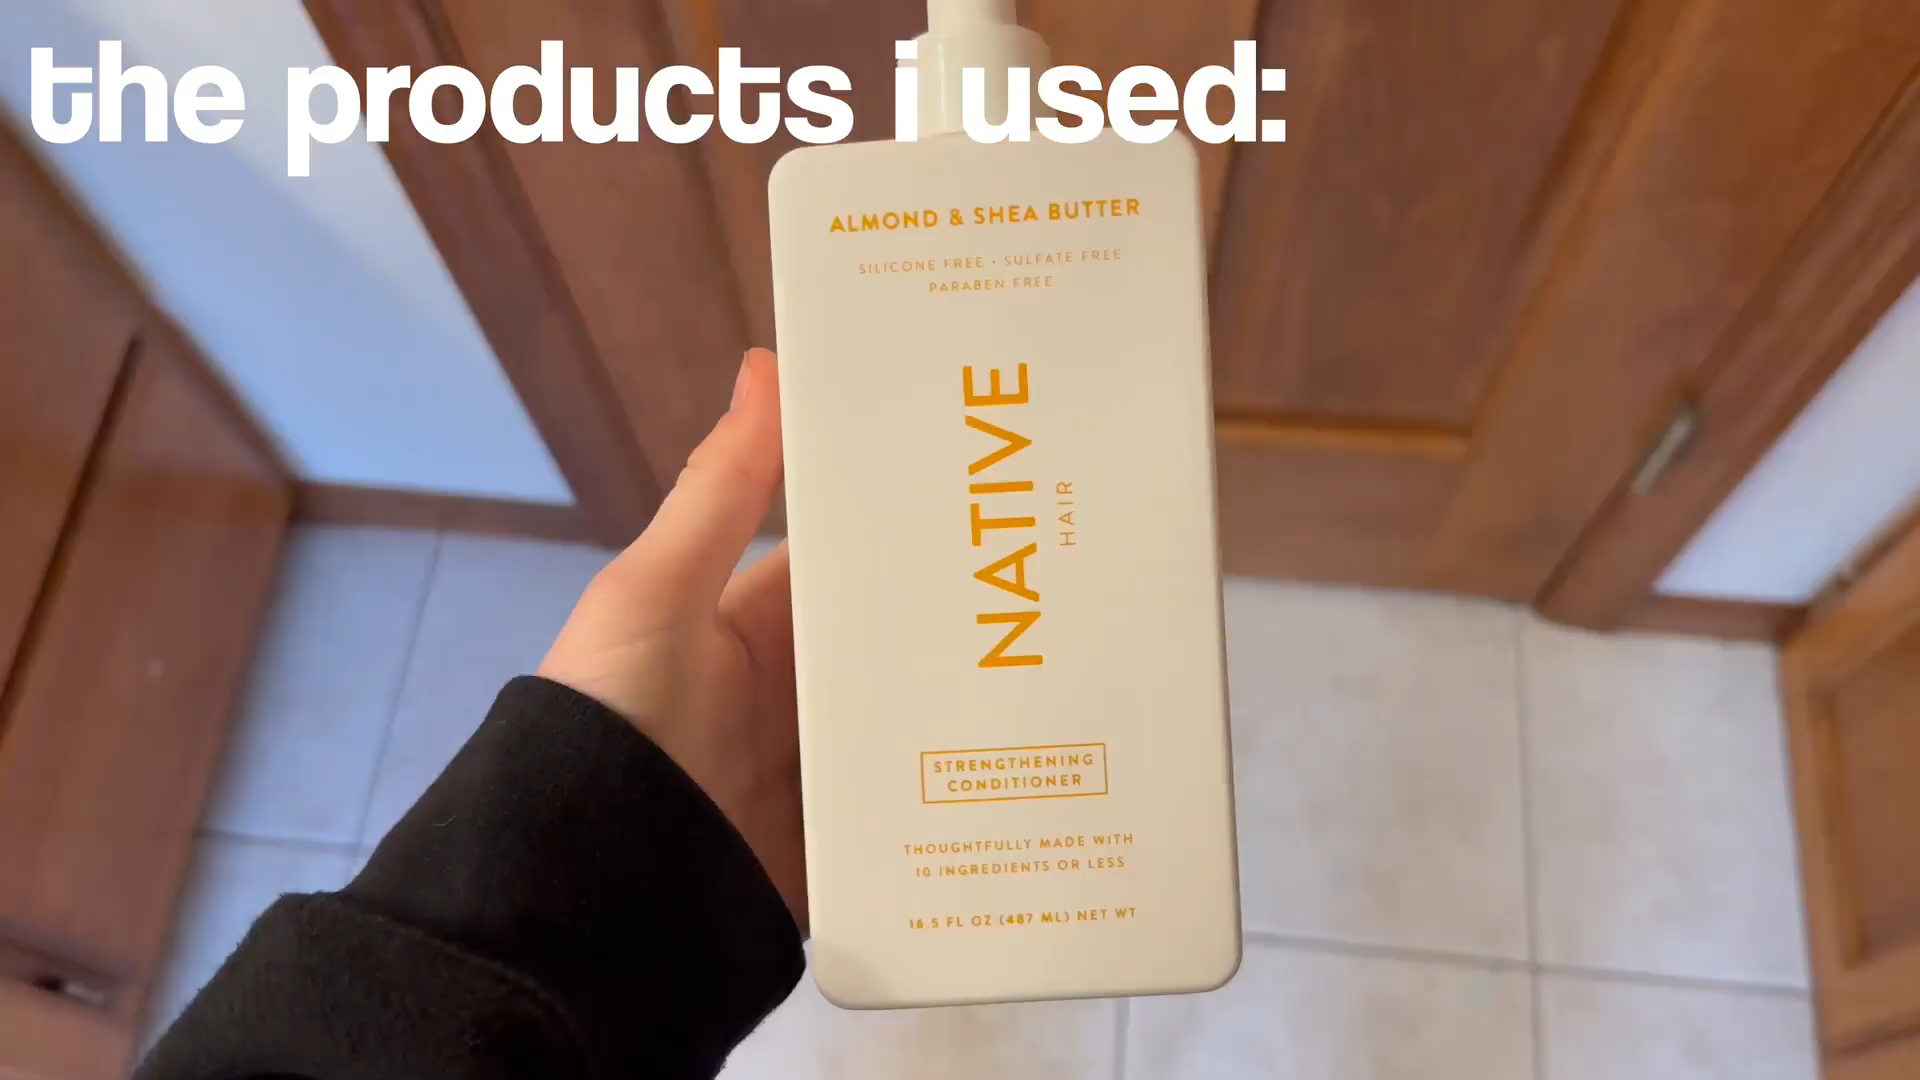 the products i used:
ALMOND & SHEA BUTTER
SILICONE FREE • SULFATE FREE
PARABEN FREE
NATIVE
HAIR
STRENGTHENING
CONDITIONER
THOUGHTFULLY MADE WITH
10 INGREDIENTS OR LESS
16.5 FL OZ (487 ML) NET WT